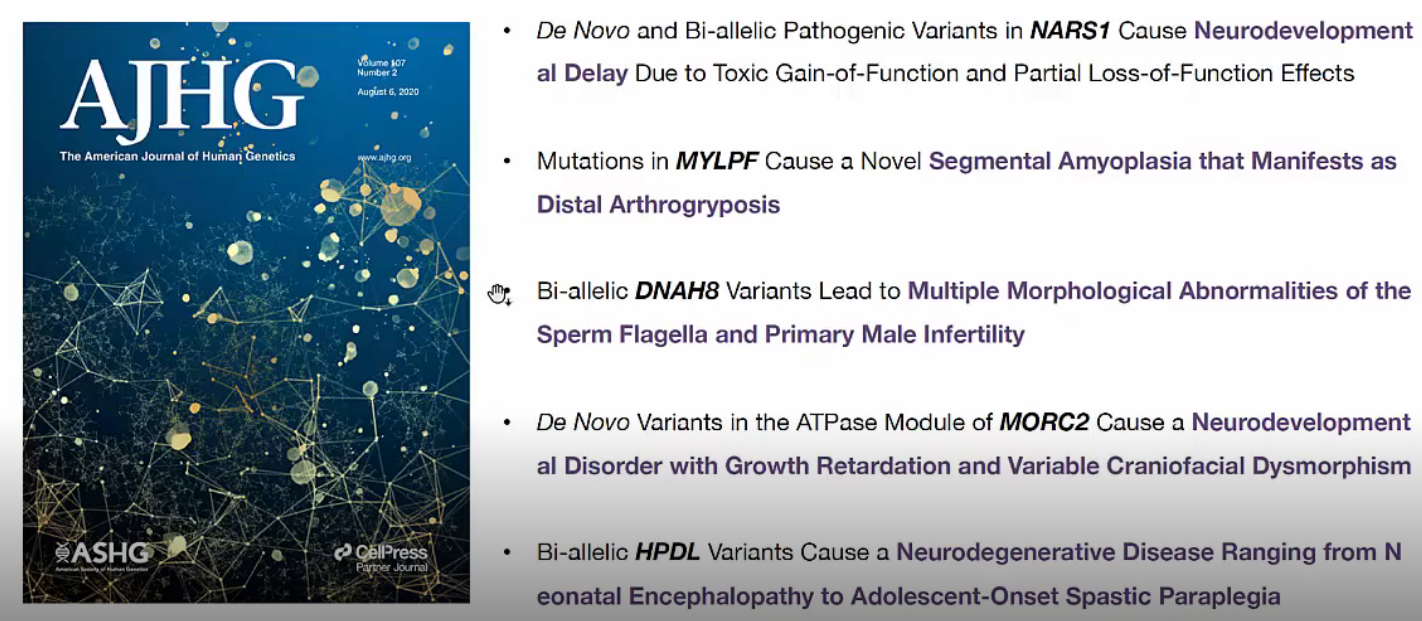 AJHG
Volume 107
Number 2
August 6, 2020
The American Journal of Human Genetics
www.ajhg.org
ASHG
American Society of Human Genetics
CellPress
Partner Journal
• De Novo and Bi-allelic Pathogenic Variants in NARS1 Cause Neurodevelopment
al Delay Due to Toxic Gain-of-Function and Partial Loss-of-Function Effects
• Mutations in MYLPF Cause a Novel Segmental Amyoplasia that Manifests as
Distal Arthrogryposis
• Bi-allelic DNAH8 Variants Lead to Multiple Morphological Abnormalities of the
Sperm Flagella and Primary Male Infertility
• De Novo Variants in the ATPase Module of MORC2 Cause a Neurodevelopment
al Disorder with Growth Retardation and Variable Craniofacial Dysmorphism
• Bi-allelic HPDL Variants Cause a Neurodegenerative Disease Ranging from N
eonatal Encephalopathy to Adolescent-Onset Spastic Paraplegia